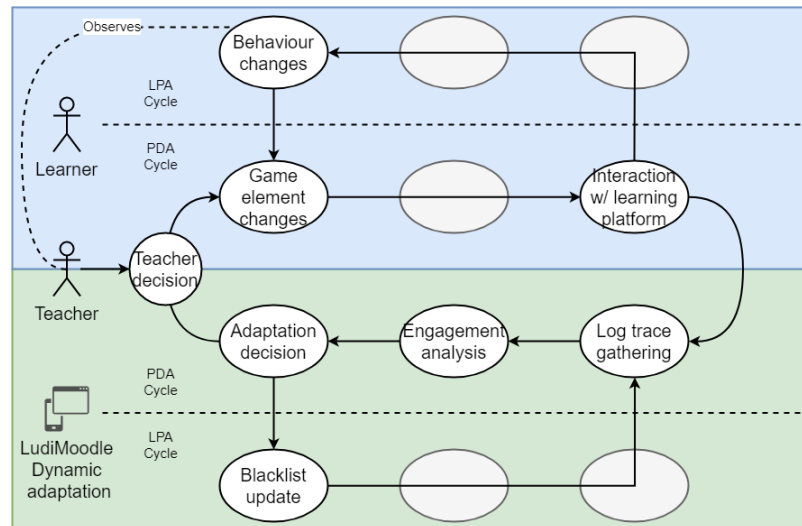 Observes
Behaviour
changes
LPA
Cycle
Learner
PDA
Cycle
Game
element
changes
Interaction
w/ learning
platform
Teacher
decision
Teacher
Adaptation
decision
Engagement
analysis
Log trace
gathering
PDA
Cycle
LudiMoodle
Dynamic
adaptation
LPA
Cycle
Blacklist
update